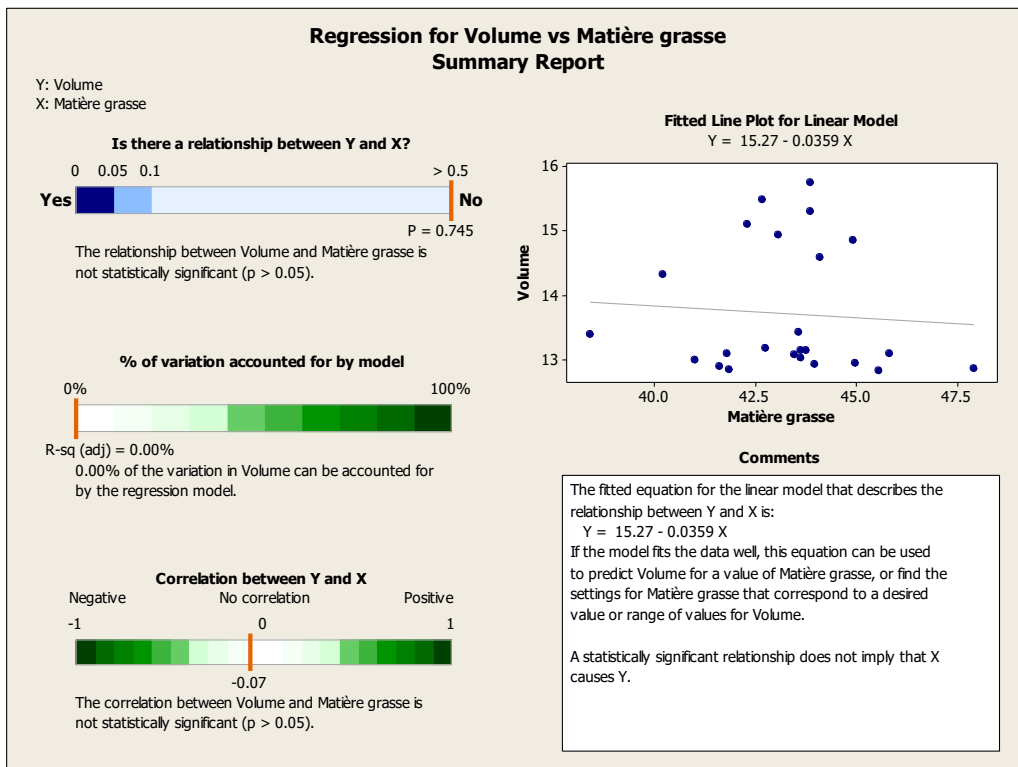 Regression for Volume vs Matière grasse
Summary Report
Y: Volume
X: Matière grasse
Is there a relationship between Y and X?
0 0.05 0.1 > 0.5
Yes No
P = 0.745
The relationship between Volume and Matière grasse is
not statistically significant (p > 0.05).
% of variation accounted for by model
0% 100%
R-sq (adj) = 0.00%
0.00% of the variation in Volume can be accounted for
by the regression model.
Correlation between Y and X
Negative No correlation Positive
-1 0 1
-0.07
The correlation between Volume and Matière grasse is
not statistically significant (p > 0.05).
Fitted Line Plot for Linear Model
Y = 15.27 - 0.0359 X
16
15
14
13
Volume
40.0 42.5 45.0 47.5
Matière grasse
Comments
The fitted equation for the linear model that describes the
relationship between Y and X is:
Y = 15.27 - 0.0359 X
If the model fits the data well, this equation can be used
to predict Volume for a value of Matière grasse, or find the
settings for Matière grasse that correspond to a desired
value or range of values for Volume.
A statistically significant relationship does not imply that X
causes Y.